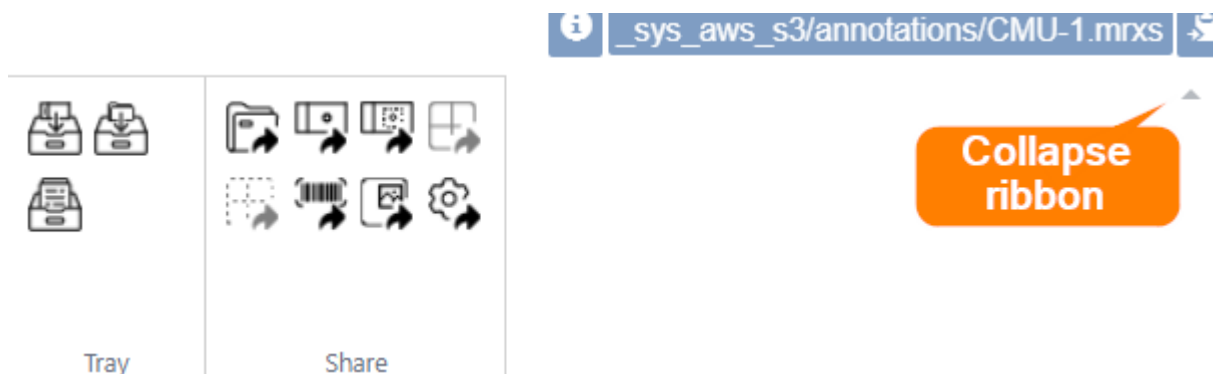 _sys_aws_s3/annotations/CMU-1.mrxs
Collapse
ribbon
Tray
Share